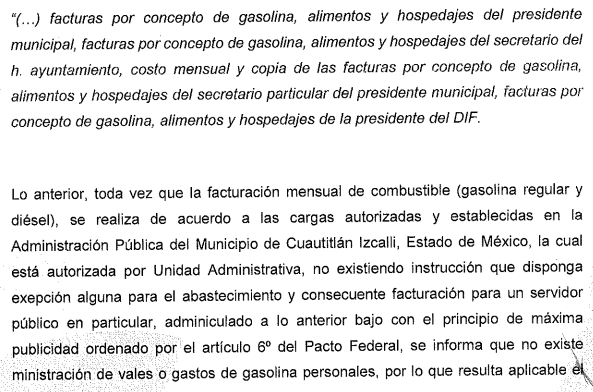 “(…) facturas por concepto de gasolina, alimentos y hospedajes del presidente
municipal, facturas por concepto de gasolina, alimentos y hospedajes del secretario del
h. ayuntamiento, costo mensual y copia de las facturas por concepto de gasolina,
alimentos y hospedajes del secretario particular del presidente municipal, facturas por
concepto de gasolina, alimentos y hospedajes de la presidente del DIF.
Lo anterior, toda vez que la facturación mensual de combustible (gasolina regular y
diésel), se realiza de acuerdo a las cargas autorizadas y establecidas en la
Administración Pública del Municipio de Cuautitlán Izcalli, Estado de México, la cual
está autorizada por Unidad Administrativa, no existiendo instrucción que disponga
exepción alguna para el abastecimiento y consecuente facturación para un servidor
público en particular, adminiculado a lo anterior bajo con el principio de máxima
publicidad ordenado por el artículo 6º del Pacto Federal, se informa que no existe
ministración de vales o gastos de gasolina personales, por lo que resulta aplicable el